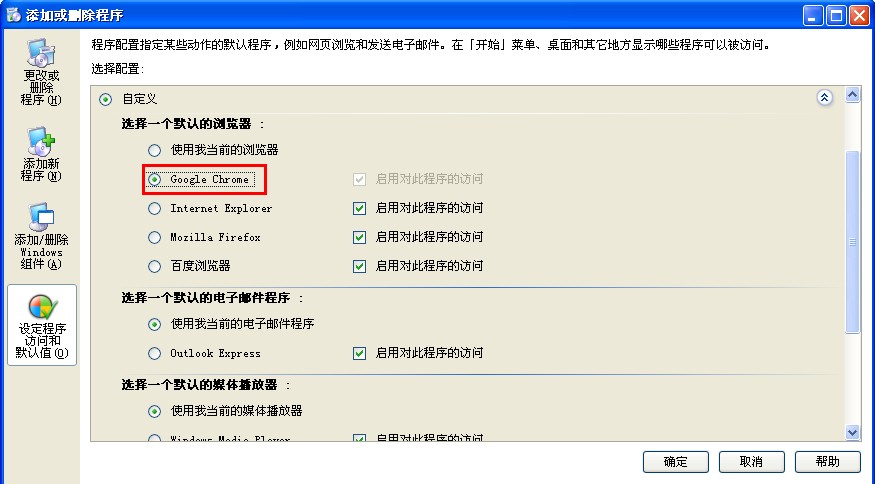 添加或删除程序
更改或
删除
程序(H)
添加新
程序(N)
添加/删除
Windows
组件(A)
设定程序
访问和
默认值(O)
程序配置指定某些动作的默认程序，例如网页浏览和发送电子邮件。在「开始」菜单、桌面和其它地方显示哪些程序可以被访问。
选择配置:
自定义
选择一个默认的浏览器 :
使用我当前的浏览器
Google Chrome 启用对此程序的访问
Internet Explorer 启用对此程序的访问
Mozilla Firefox 启用对此程序的访问
百度浏览器 启用对此程序的访问
选择一个默认的电子邮件程序 :
使用我当前的电子邮件程序
Outlook Express 启用对此程序的访问
选择一个默认的媒体播放器 :
使用我当前的媒体播放器
Windows Media Player 启用对此程序的访问
确定 取消 帮助